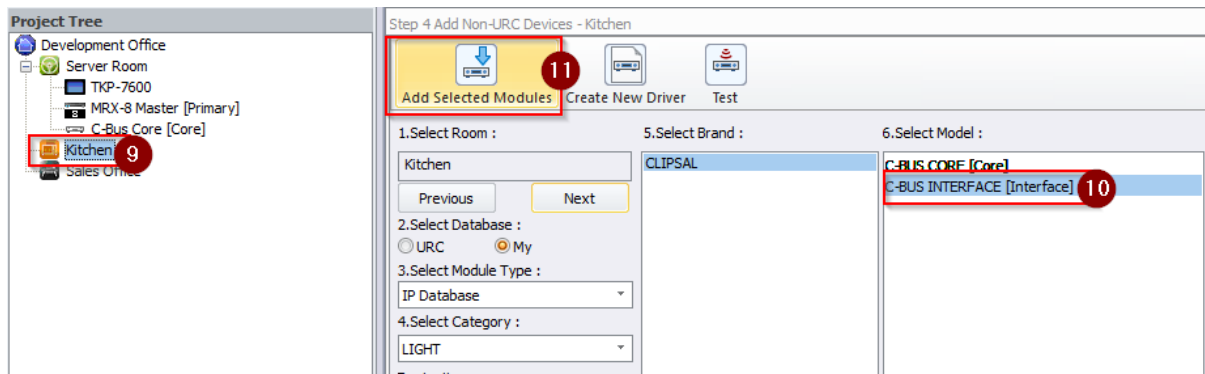 Project Tree
Development Office
Server Room
TKP-7600
MRX-8 Master [Primary]
C-Bus Core [Core]
Kitchen
9
Sales Office
Step 4 Add Non-URC Devices - Kitchen
11
Add Selected Modules
Create New Driver
Test
1.Select Room :
Kitchen
Previous
Next
2.Select Database :
URC
My
3.Select Module Type :
IP Database
4.Select Category :
LIGHT
5.Select Brand :
CLIPSAL
6.Select Model :
C-BUS CORE [Core]
C-BUS INTERFACE [Interface]
10